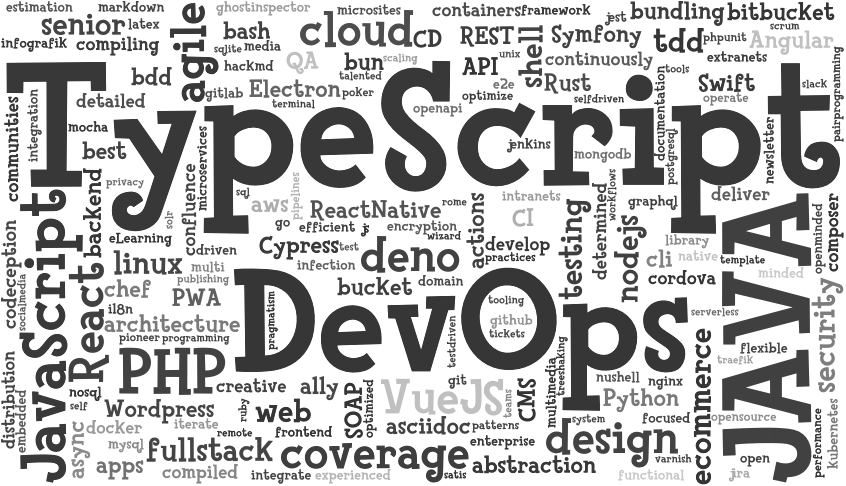 estimation
markdown
ghostinspector
microsites
containers
framework
bundling
bitbucket
senior
latex
agile
bash
cloud
CD
REST
Symfony
jest
scrum
infografik
compiling
sqlite
media
unix
shell
tdd
phpunit
Angular
hackmd
QA
bun
scaling
API
continuously
extranets
bdd
talented
e2e
Rust
tools
Swift
slack
detailed
gitlab
Electron
poker
optimize
selfdriven
operate
terminal
openapi
pairprogramming
communities
integration
TypeScript
documentation
postgresql
newsletter
mocha
best
microservices
jenkins
mongodb
privacy
confluence
sql
pipelines
intranets
workflows
determined
graphql
deliver
backend
solr
aws
ReactNative
rome
actions
CI
testing
nodejs
openminded
composer
go
efficient
js
encryption
eLearning
cdriven
Cypress
test
wizard
develop
library
codeception
JavaScript
React
linux
multi
infection
deno
practices
cli
native
template
minded
socialmedia
chef
publishing
bucket
domain
cordova
JAVA
il8n
PWA
DevOps
tooling
serverless
architecture
pragmatism
github
security
pioneer
programming
testdriven
tickets
flexible
traefik
distribution
embedded
PHP
creative
ally
git
multimedia
treeshaking
nushell
nginx
ecommerce
nosql
self
Wordpress
ruby
web
SOAP
optimized
VueJS
teams
CMS
Python
async
docker
iterate
remote
frontend
asciidoc
patterns
system
focused
opensource
performance
kubernetes
mysql
fullstack
enterprise
design
apps
compiled
coverage
abstraction
varnish
open
integrate
experienced
satis
functional
jira